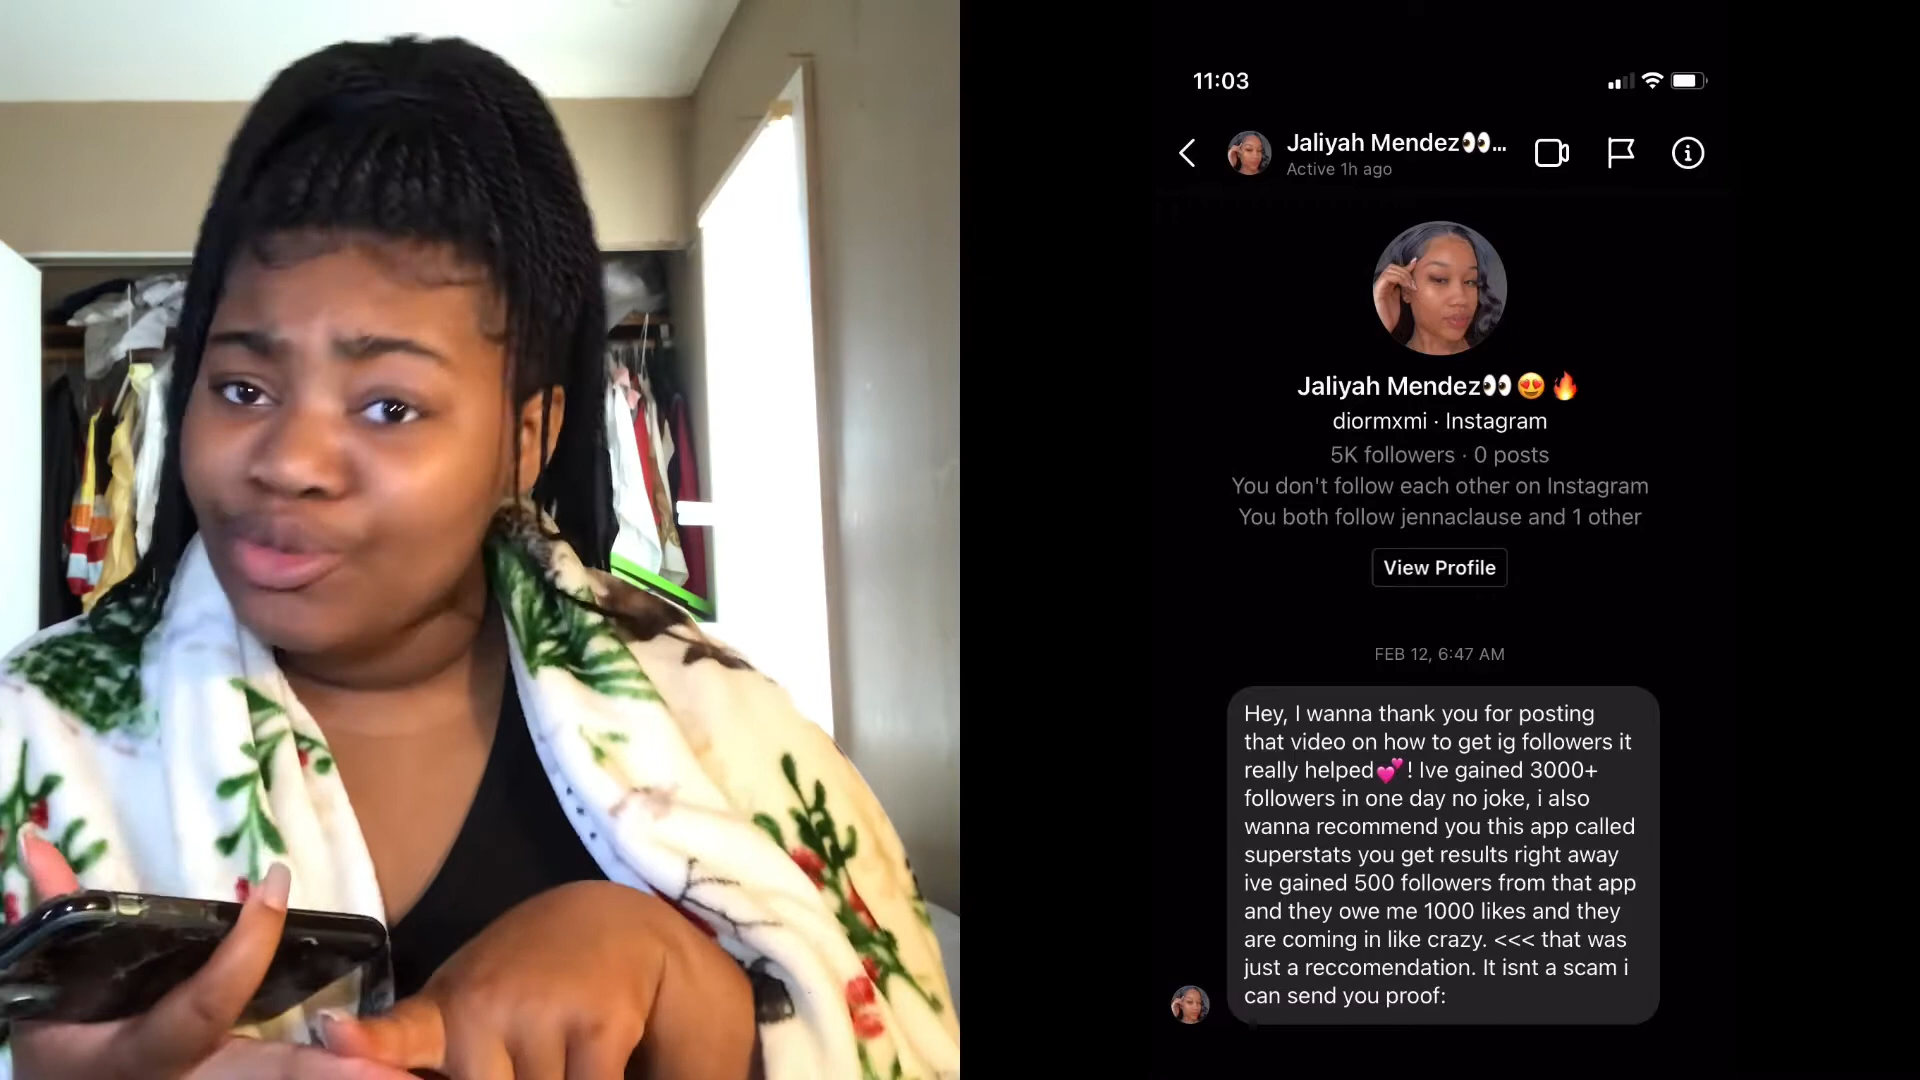 11:03
Jaliyah Mendez👀...
Active 1h ago
Jaliyah Mendez👀😍🔥
diormxmi · Instagram
5K followers · 0 posts
You don't follow each other on Instagram
You both follow jennaclause and 1 other
View Profile
FEB 12, 6:47 AM
Hey, I wanna thank you for posting
that video on how to get ig followers it
really helped💕! Ive gained 3000+
followers in one day no joke, i also
wanna recommend you this app called
superstats you get results right away
ive gained 500 followers from that app
and they owe me 1000 likes and they
are coming in like crazy. <<< that was
just a reccomendation. It isnt a scam i
can send you proof: